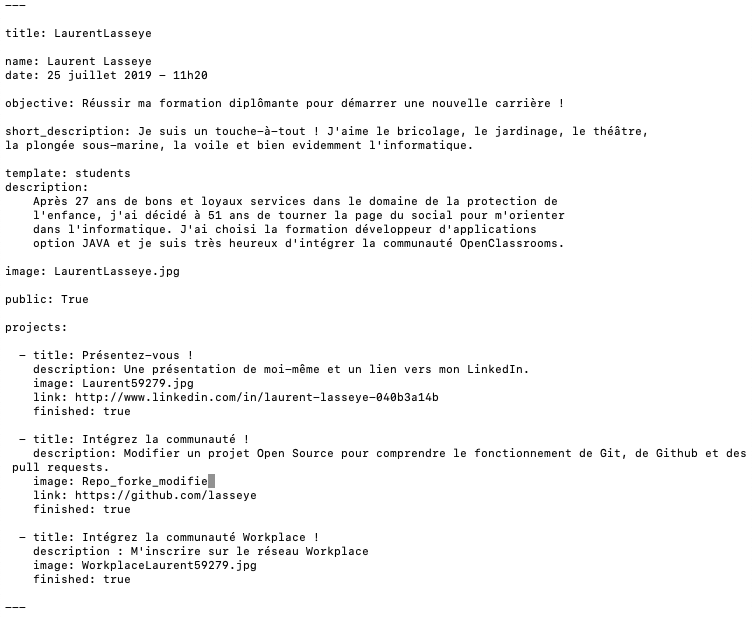 ---
title: LaurentLasseye
name: Laurent Lasseye
date: 25 juillet 2019 - 11h20
objective: Réussir ma formation diplômante pour démarrer une nouvelle carrière !
short_description: Je suis un touche-à-tout ! J'aime le bricolage, le jardinage, le théâtre,
la plongée sous-marine, la voile et bien evidemment l'informatique.
template: students
description:
Après 27 ans de bons et loyaux services dans le domaine de la protection de
l'enfance, j'ai décidé à 51 ans de tourner la page du social pour m'orienter
dans l'informatique. J'ai choisi la formation développeur d'applications
option JAVA et je suis très heureux d'intégrer la communauté OpenClassrooms.
image: LaurentLasseye.jpg
public: True
projects:
- title: Présentez-vous !
description: Une présentation de moi-même et un lien vers mon LinkedIn.
image: Laurent59279.jpg
link: http://www.linkedin.com/in/laurent-lasseye-040b3a14b
finished: true
- title: Intégrez la communauté !
description: Modifier un projet Open Source pour comprendre le fonctionnement de Git, de Github et des
pull requests.
image: Repo_forke_modifie
link: https://github.com/lasseye
finished: true
- title: Intégrez la communauté Workplace !
description : M'inscrire sur le réseau Workplace
image: WorkplaceLaurent59279.jpg
finished: true
---